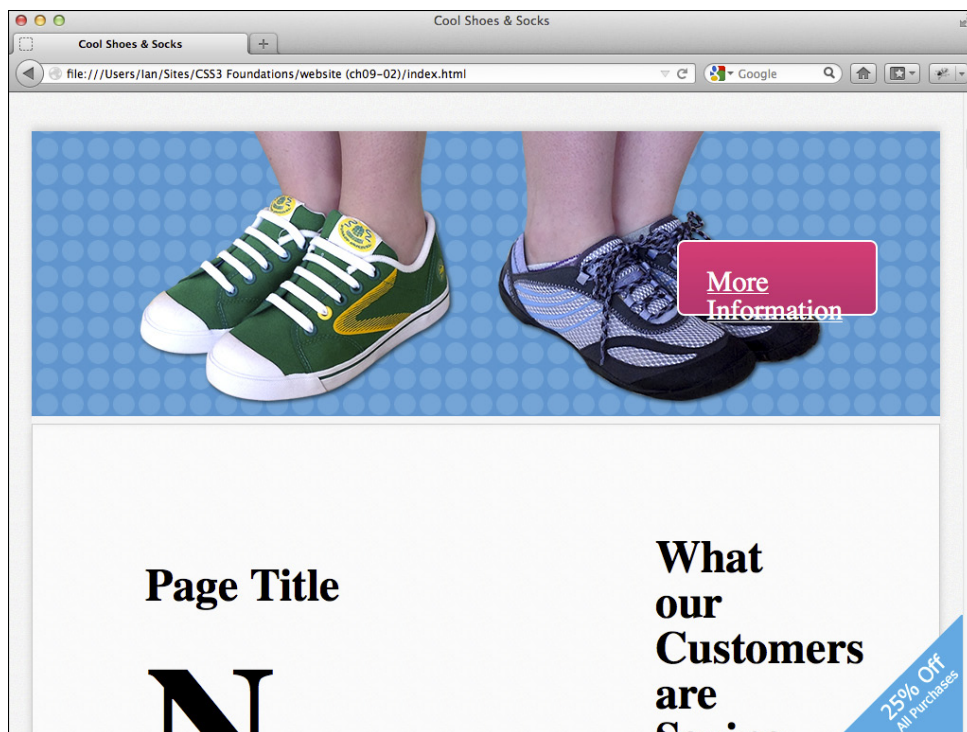 Cool Shoes & Socks
Cool Shoes & Socks
file:///Users/Ian/Sites/CSS3 Foundations/website (ch09-02)/index.html
Google
More
Information
Page Title
N
What
our
Customers
are
25% Off
All Purchases